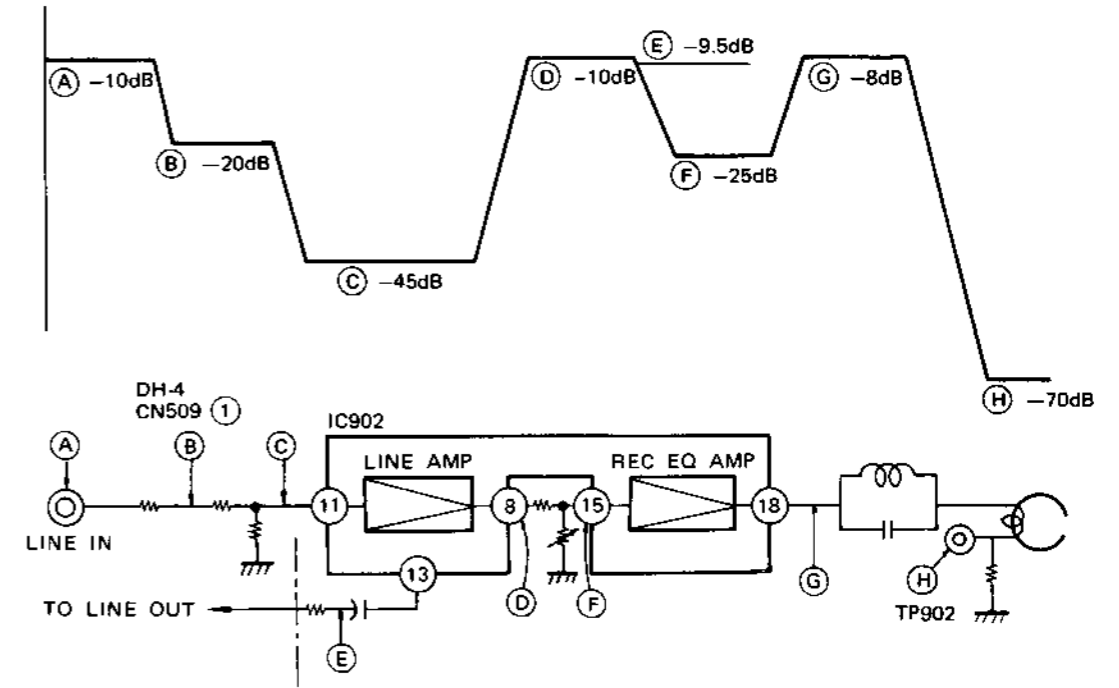 Ⓔ −9.5dB
Ⓐ −10dB
Ⓓ −10dB
Ⓖ −8dB
Ⓑ −20dB
Ⓕ −25dB
Ⓒ −45dB
Ⓗ −70dB
DH-4
CN509 ①
IC902
Ⓐ
Ⓑ
Ⓒ
LINE AMP
REC EQ AMP
⑪
⑧
⑮
⑱
LINE IN
⑬
Ⓓ
Ⓕ
Ⓖ
Ⓗ
TO LINE OUT
TP902
Ⓔ